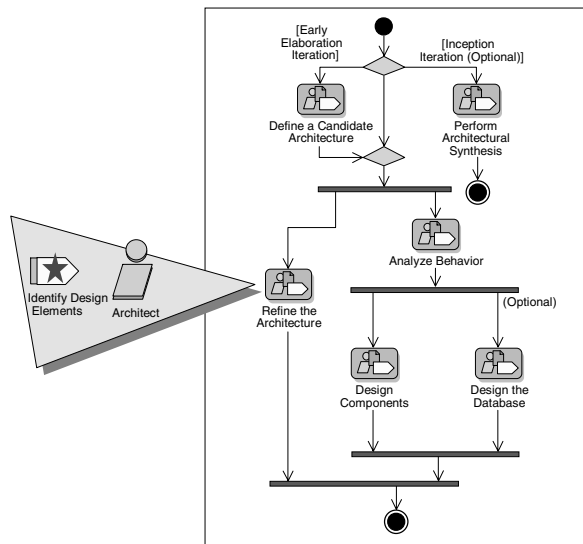 [Early
Elaboration
Iteration]
[Inception
Iteration (Optional)]
Define a Candidate
Architecture
Perform
Architectural
Synthesis
Analyze Behavior
Identify Design
Elements
Architect
Refine the
Architecture
(Optional)
Design
Components
Design the
Database